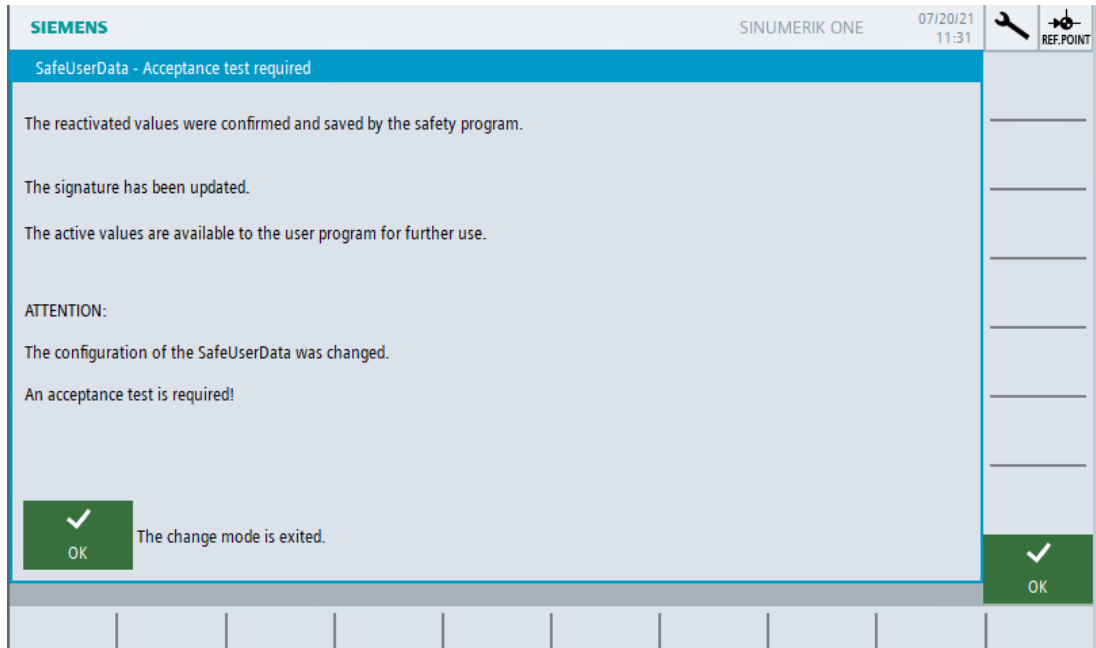 SIEMENS
SINUMERIK ONE
07/20/21
11:31
REF.POINT
SafeUserData - Acceptance test required
The reactivated values were confirmed and saved by the safety program.
The signature has been updated.
The active values are available to the user program for further use.
ATTENTION:
The configuration of the SafeUserData was changed.
An acceptance test is required!
OK
The change mode is exited.
OK